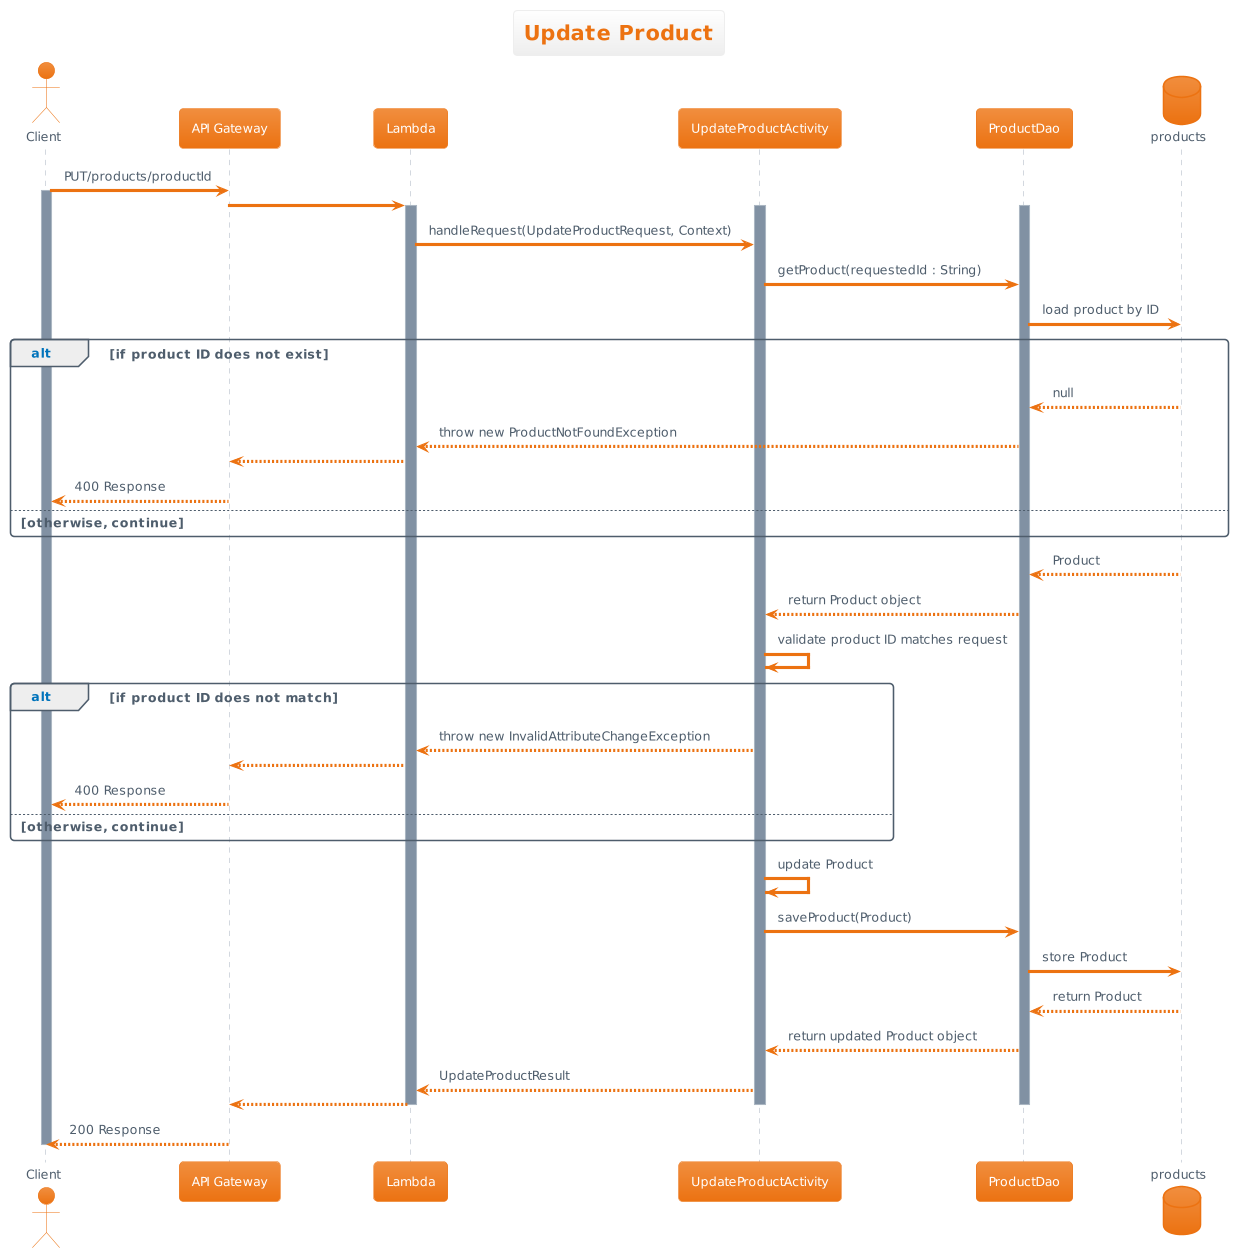 Update Product
Client
API Gateway
Lambda
UpdateProductActivity
ProductDao
products
PUT/products/productId
handleRequest(UpdateProductRequest, Context)
getProduct(requestedId : String)
load product by ID
alt [if product ID does not exist]
null
throw new ProductNotFoundException
400 Response
[otherwise, continue]
Product
return Product object
validate product ID matches request
alt [if product ID does not match]
throw new InvalidAttributeChangeException
400 Response
[otherwise, continue]
update Product
saveProduct(Product)
store Product
return Product
return updated Product object
UpdateProductResult
200 Response
Client
API Gateway
Lambda
UpdateProductActivity
ProductDao
products